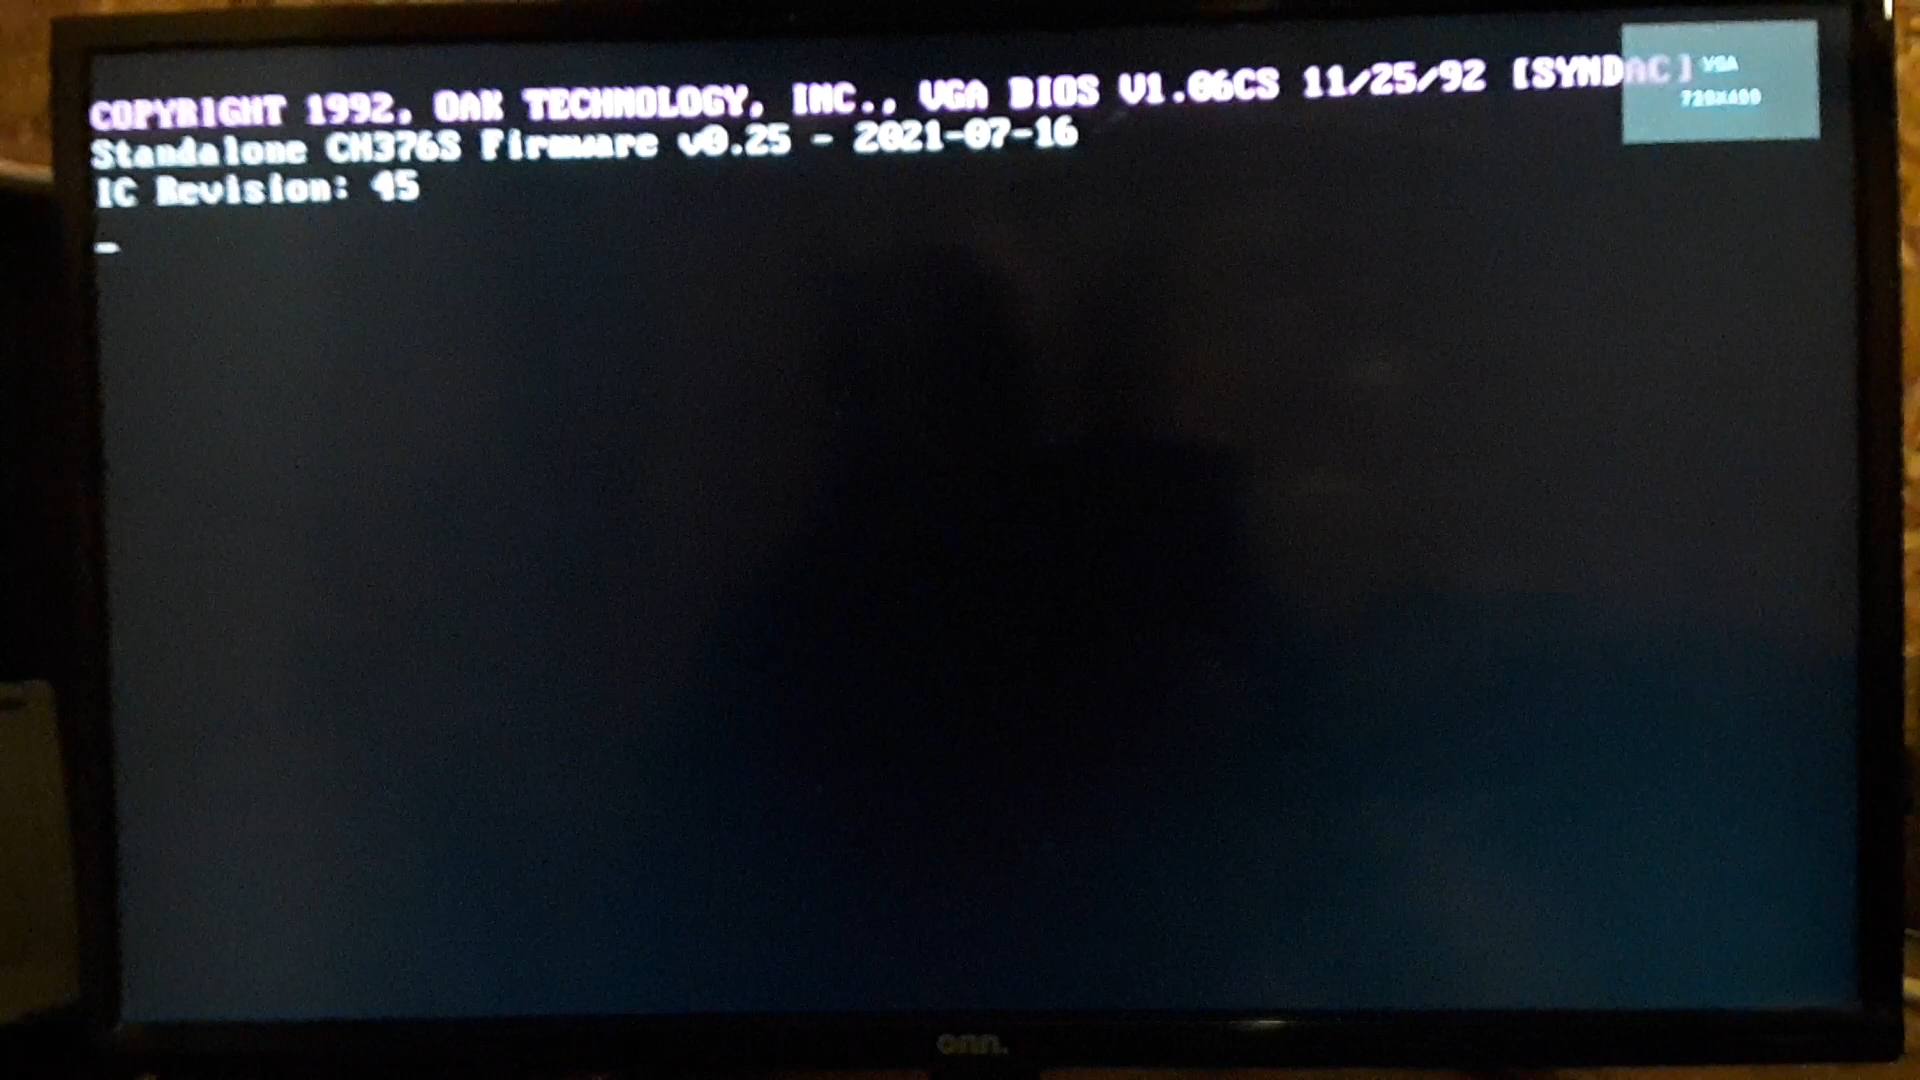 COPYRIGHT 1992, OAK TECHNOLOGY, INC., VGA BIOS V1.06CS 11/25/92 [SYNDAC]
VGA
720X400
Standalone CH376S Firmware v0.25 - 2021-07-16
IC Revision: 45
onn.